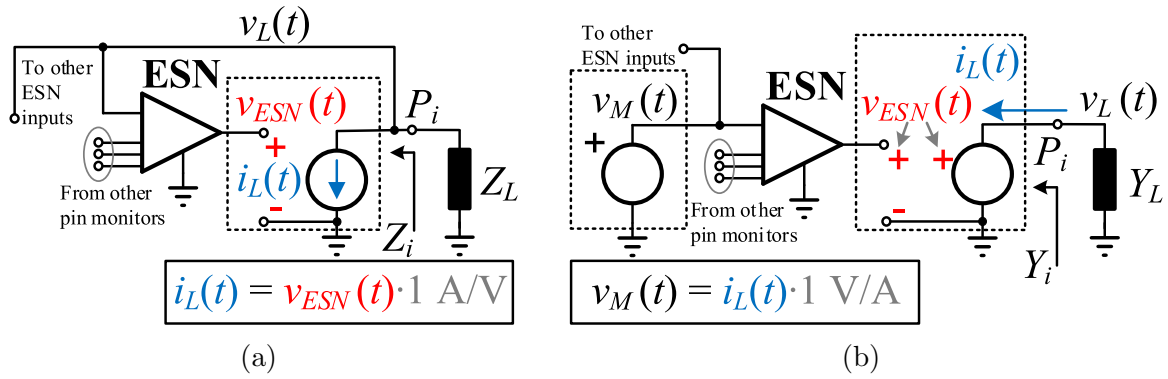 v_L(t)
To other
ESN
inputs
ESN
v_ESN(t)
P_i
+
i_L(t)
Z_L
From other
pin monitors
-
Z_i
i_L(t) = v_ESN(t)·1 A/V
(a)
To other
ESN inputs
i_L(t)
v_M(t)
ESN
v_ESN(t)
v_L(t)
+
+
+
P_i
Y_L
From other
pin monitors
-
Y_i
v_M(t) = i_L(t)·1 V/A
(b)